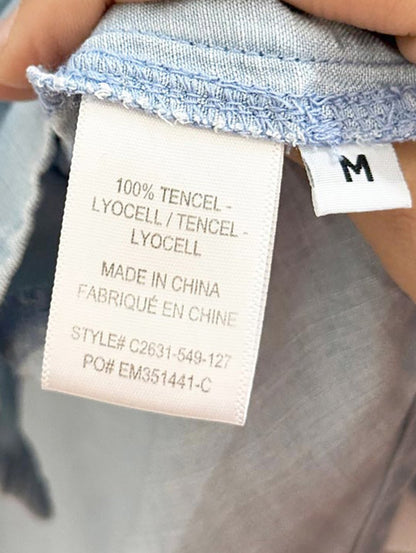 100% TENCEL -
LYOCELL / TENCEL -
LYOCELL
MADE IN CHINA
FABRIQUÉ EN CHINE
STYLE# C2631-549-127
PO# EM351441-C
M